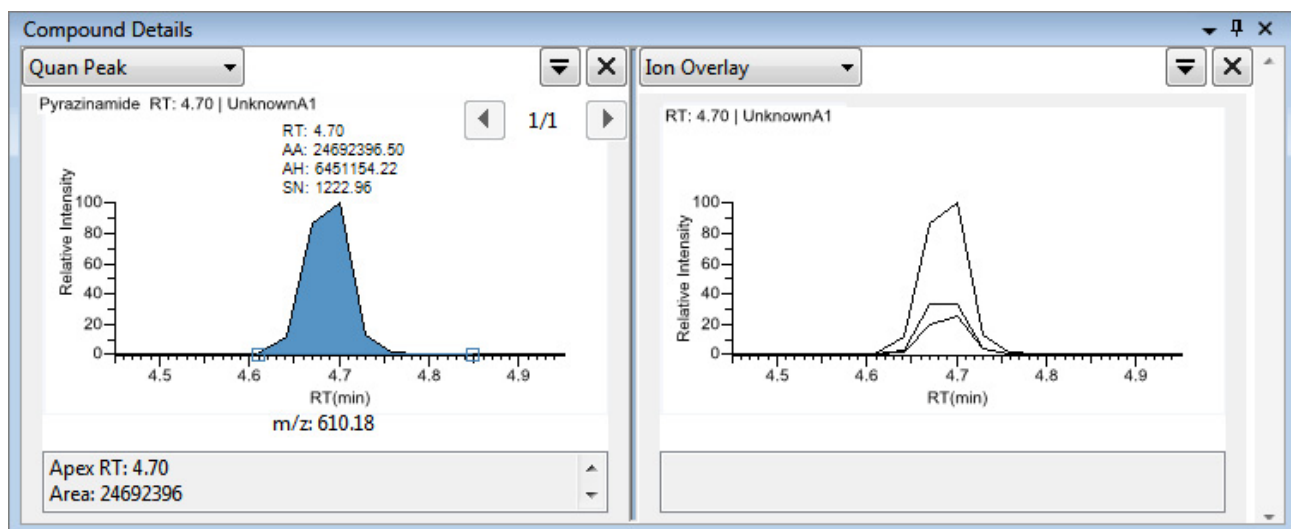 Compound Details
Quan Peak
Pyrazinamide RT: 4.70 | UnknownA1
1/1
RT: 4.70
AA: 24692396.50
AH: 6451154.22
SN: 1222.96
Relative Intensity
100
80
60
40
20
0
4.5 4.6 4.7 4.8 4.9
RT(min)
m/z: 610.18
Apex RT: 4.70
Area: 24692396
Ion Overlay
RT: 4.70 | UnknownA1
Relative Intensity
100
80
60
40
20
0
4.5 4.6 4.7 4.8 4.9
RT(min)